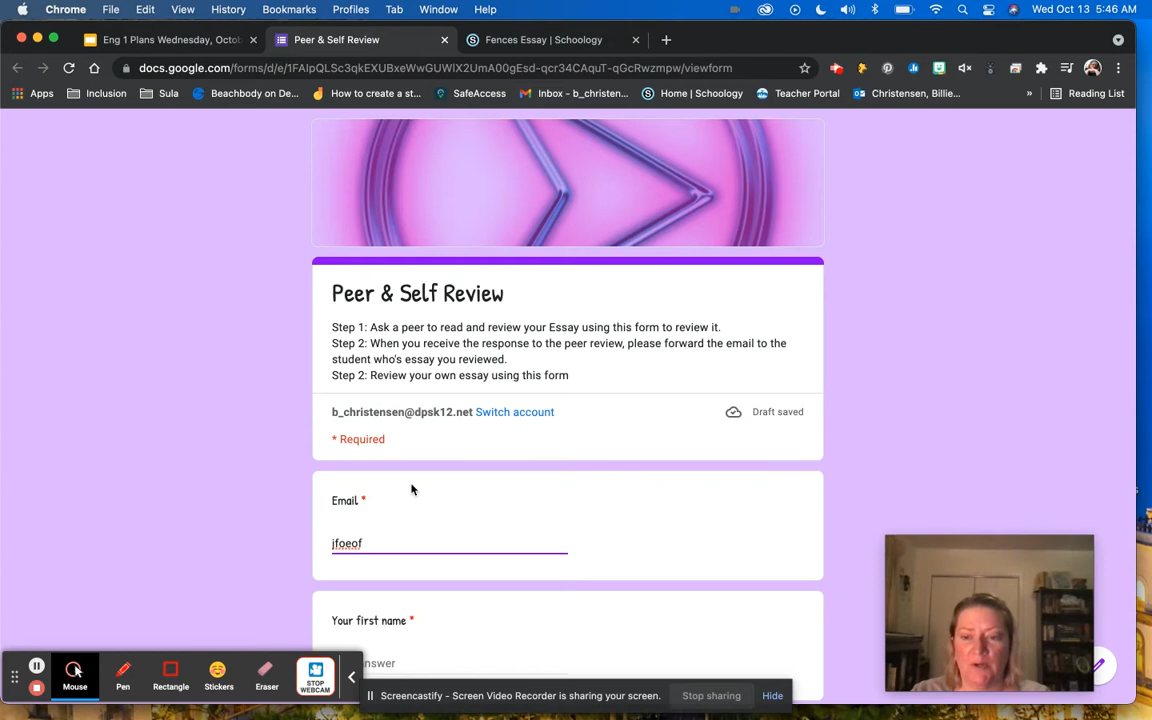 Chrome File Edit View History Bookmarks Profiles Tab Window Help Wed Oct 13 5:46 AM
Eng 1 Plans Wednesday, Octob Peer & Self Review Fences Essay | Schoology
docs.google.com/forms/d/e/1FAIpQLSc3qkEXUBxeWwGUWIX2UmA00gEsd-qcr34CAquT-qGcRwzmpw/viewform
Apps Inclusion Sula Beachbody on De... How to create a st... SafeAccess Inbox - b_christen... Home | Schoology Teacher Portal Christensen, Billie... » Reading List
Peer & Self Review
Step 1: Ask a peer to read and review your Essay using this form to review it.
Step 2: When you receive the response to the peer review, please forward the email to the
student who's essay you reviewed.
Step 2: Review your own essay using this form
b_christensen@dpsk12.net Switch account Draft saved
* Required
Email *
jfoeof
Your first name *
answer
Mouse Pen Rectangle Stickers Eraser STOP WEBCAM
Screencastify - Screen Video Recorder is sharing your screen. Stop sharing Hide